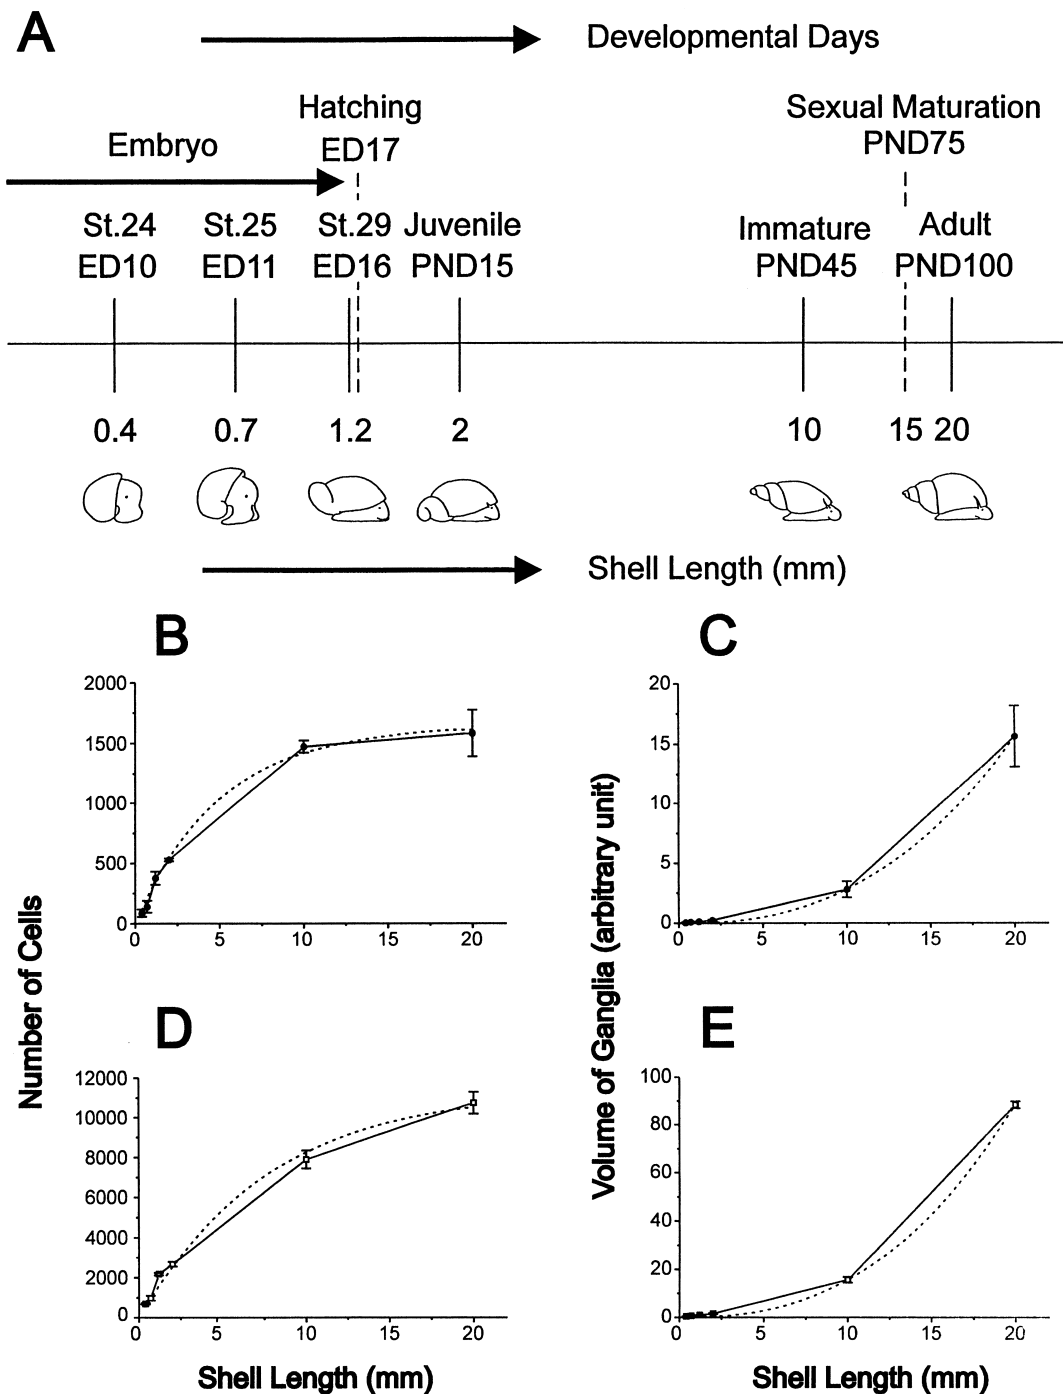 A
Developmental Days
Hatching
ED17
Sexual Maturation
PND75
Embryo
St.24
ED10
St.25
ED11
St.29
ED16
Juvenile
PND15
Immature
PND45
Adult
PND100
0.4 0.7 1.2 2 10 15 20
Shell Length (mm)
B
2000
1500
1000
500
0
0 5 10 15 20
C
20
15
10
5
0
0 5 10 15 20
Number of Cells
Volume of Ganglia (arbitrary unit)
D
12000
10000
8000
6000
4000
2000
0
0 5 10 15 20
Shell Length (mm)
E
100
80
60
40
20
0
0 5 10 15 20
Shell Length (mm)